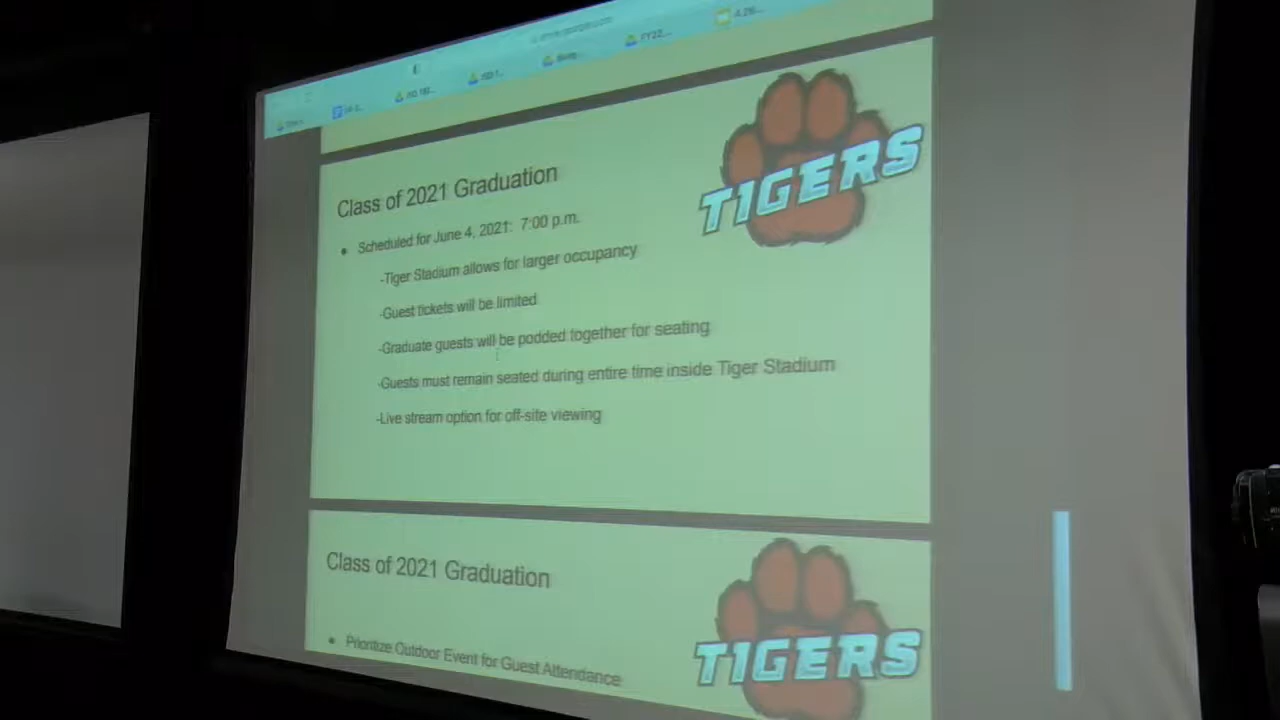 FY22...
4.26...
Class of 2021 Graduation
TIGERS
• Scheduled for June 4, 2021: 7:00 p.m.
-Tiger Stadium allows for larger occupancy
-Guest tickets will be limited
-Graduate guests will be podded together for seating
-Guests must remain seated during entire time inside Tiger Stadium
-Live stream option for off-site viewing
Class of 2021 Graduation
TIGERS
• Prioritize Outdoor Event for Guest Attendance